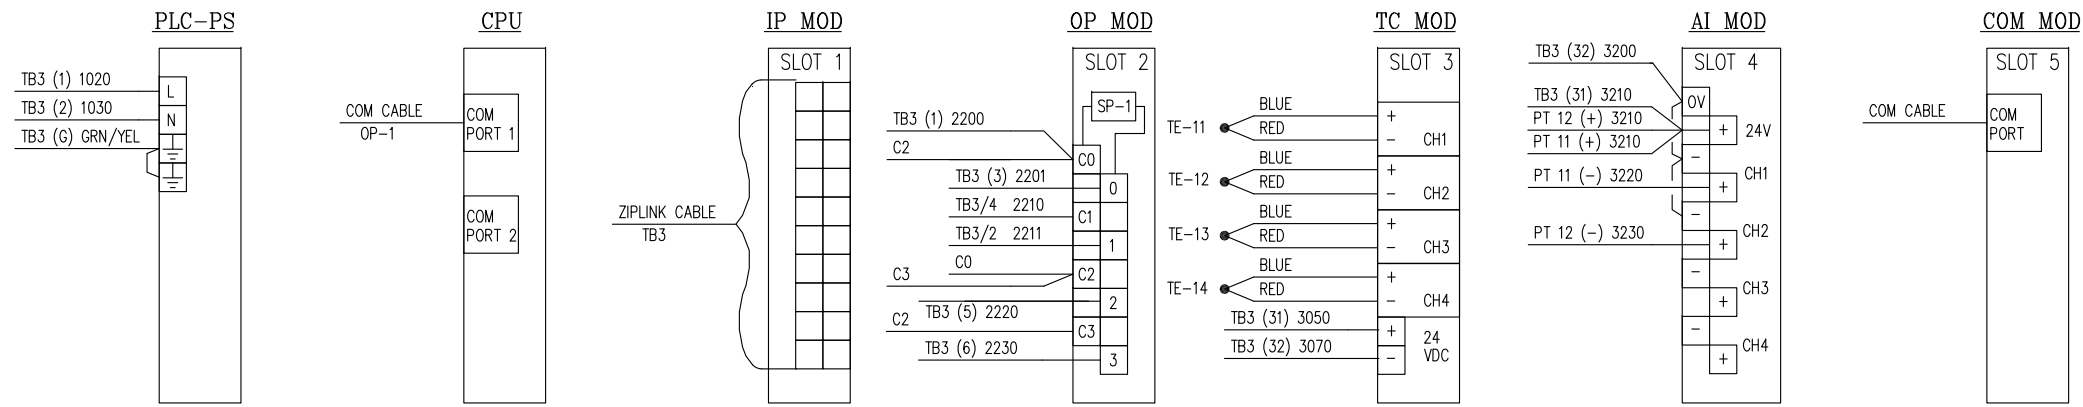 PLC-PS
TB3 (1) 1020
L
TB3 (2) 1030
N
TB3 (G) GRN/YEL
CPU
COM CABLE
OP-1
COM
PORT 1
COM
PORT 2
IP MOD
SLOT 1
ZIPLINK CABLE
TB3
OP MOD
SLOT 2
SP-1
TB3 (1) 2200
C2
C0
TB3 (3) 2201
0
TB3/4 2210
C1
TB3/2 2211
1
C0
C3
C2
TB3 (5) 2220
2
C2
C3
TB3 (6) 2230
3
TC MOD
SLOT 3
BLUE
+
TE-11
RED
-
CH1
BLUE
+
TE-12
RED
-
CH2
BLUE
+
TE-13
RED
-
CH3
BLUE
+
TE-14
RED
-
CH4
TB3 (31) 3050
+
24
VDC
TB3 (32) 3070
-
AI MOD
SLOT 4
TB3 (32) 3200
0V
TB3 (31) 3210
PT 12 (+) 3210
+
24V
PT 11 (+) 3210
-
CH1
PT 11 (-) 3220
+
-
CH2
PT 12 (-) 3230
+
-
CH3
+
-
CH4
+
COM MOD
SLOT 5
COM CABLE
COM
PORT